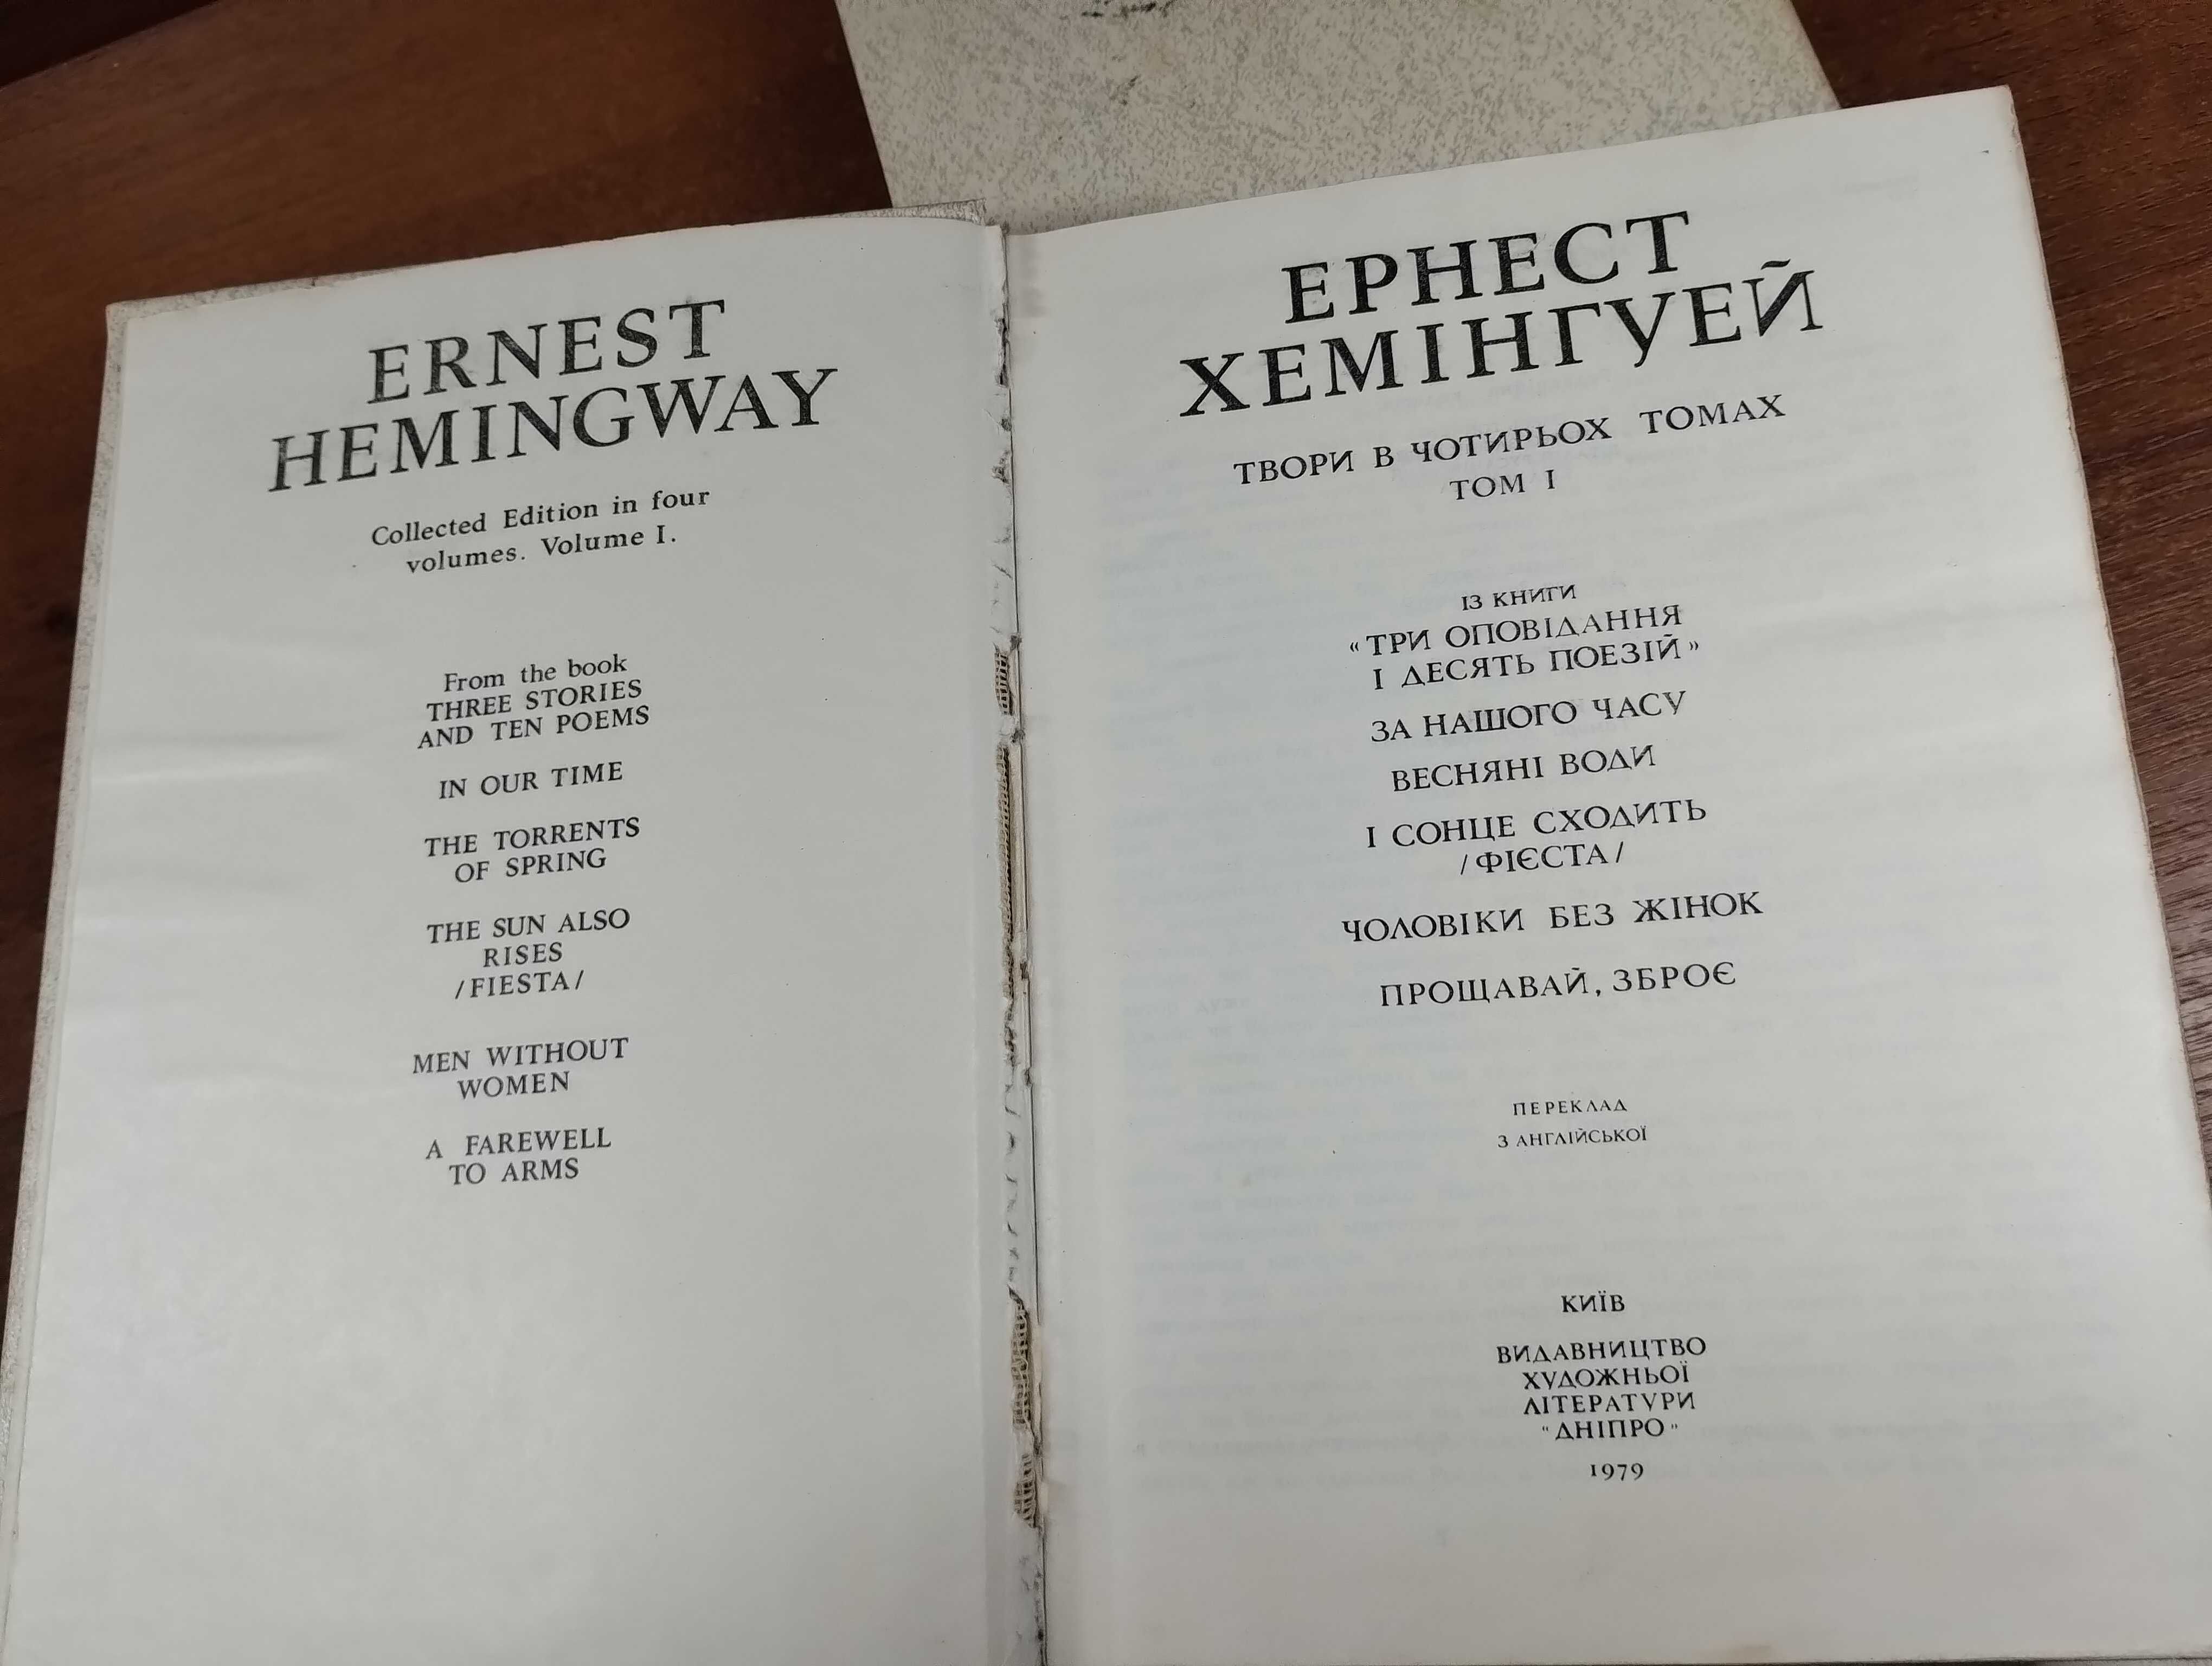 ERNEST
HEMINGWAY
Collected Edition in four
volumes. Volume I.
From the book
THREE STORIES
AND TEN POEMS
IN OUR TIME
THE TORRENTS
OF SPRING
THE SUN ALSO
RISES
/FIESTA/
MEN WITHOUT
WOMEN
A FAREWELL
TO ARMS
ЕРНЕСТ
ХЕМІНГУЕЙ
ТВОРИ В ЧОТИРЬОХ ТОМАХ
ТОМ І
ІЗ КНИГИ
«ТРИ ОПОВІДАННЯ
І ДЕСЯТЬ ПОЕЗІЙ»
ЗА НАШОГО ЧАСУ
ВЕСНЯНІ ВОДИ
І СОНЦЕ СХОДИТЬ
/ФІЄСТА/
ЧОЛОВІКИ БЕЗ ЖІНОК
ПРОЩАВАЙ, ЗБРОЄ
ПЕРЕКЛАД
З АНГЛІЙСЬКОЇ
КИЇВ
ВИДАВНИЦТВО
ХУДОЖНЬОЇ
ЛІТЕРАТУРИ
"ДНІПРО"
1979